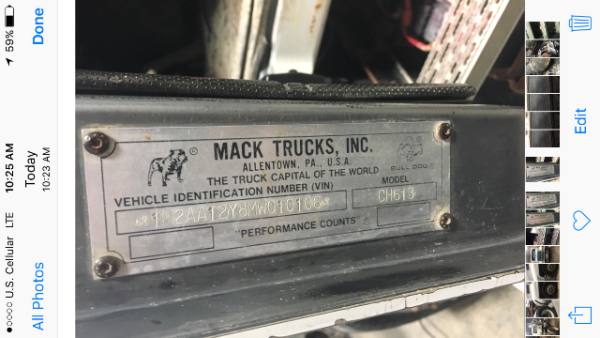 ●○○○○ U.S. Cellular LTE
10:25 AM
59%
All Photos
Today
10:23 AM
Done
MACK TRUCKS, INC.
ALLENTOWN, PA., U.S.A.
THE TRUCK CAPITAL OF THE WORLD
BULL DOG
VEHICLE IDENTIFICATION NUMBER (VIN)
MODEL
CH613
"PERFORMANCE COUNTS"
Edit